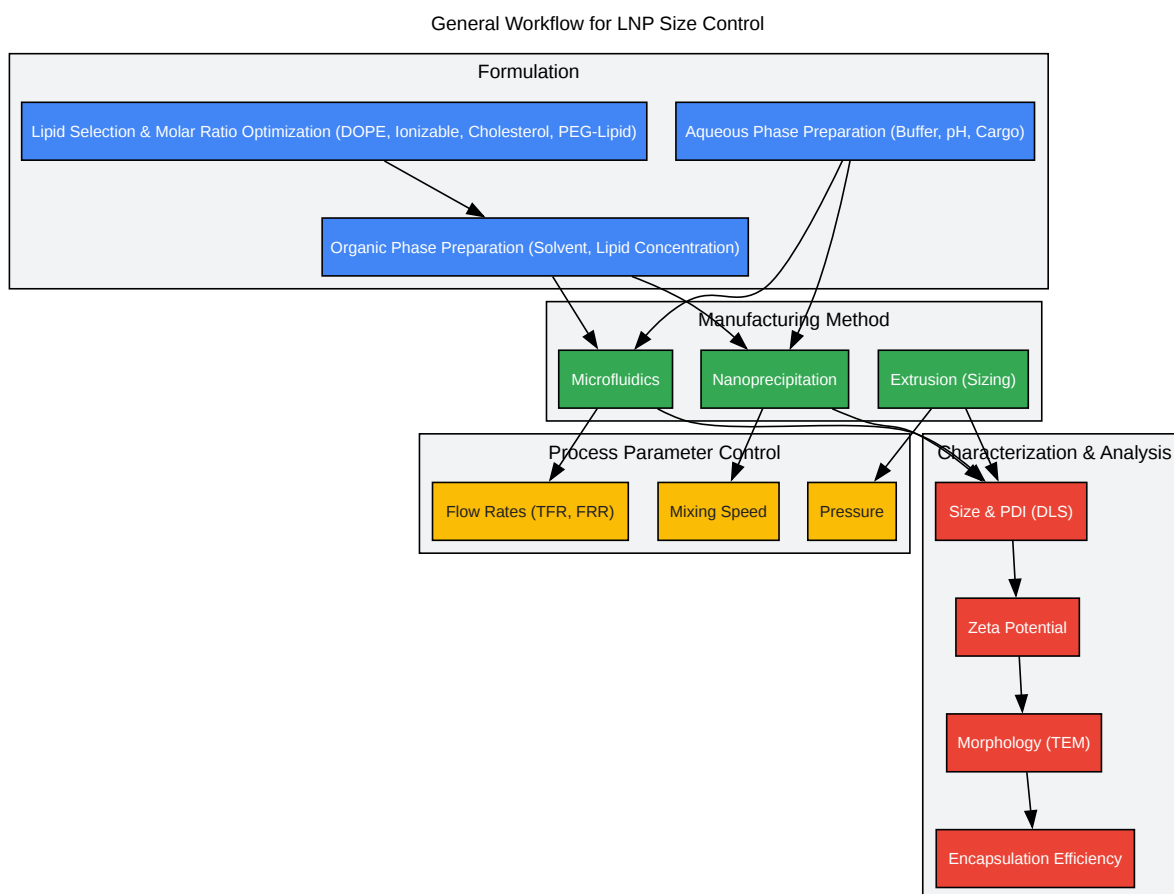 General Workflow for LNP Size Control
Formulation
Lipid Selection & Molar Ratio Optimization (DOPE, Ionizable, Cholesterol, PEG-Lipid)
Aqueous Phase Preparation (Buffer, pH, Cargo)
Organic Phase Preparation (Solvent, Lipid Concentration)
Manufacturing Method
Microfluidics
Nanoprecipitation
Extrusion (Sizing)
Process Parameter Control
Flow Rates (TFR, FRR)
Mixing Speed
Pressure
Characterization & Analysis
Size & PDI (DLS)
Zeta Potential
Morphology (TEM)
Encapsulation Efficiency